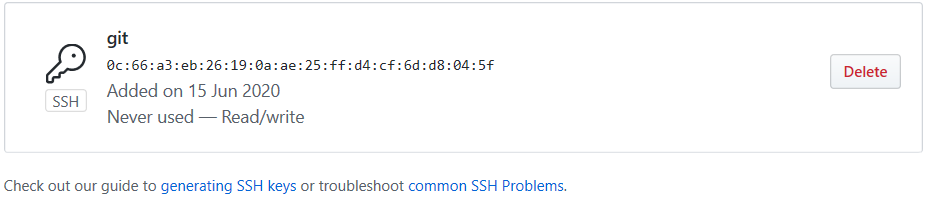 git
0c:66:a3:eb:26:19:0a:ae:25:ff:d4:cf:6d:d8:04:5f
SSH
Added on 15 Jun 2020
Never used — Read/write
Delete
Check out our guide to generating SSH keys or troubleshoot common SSH Problems.